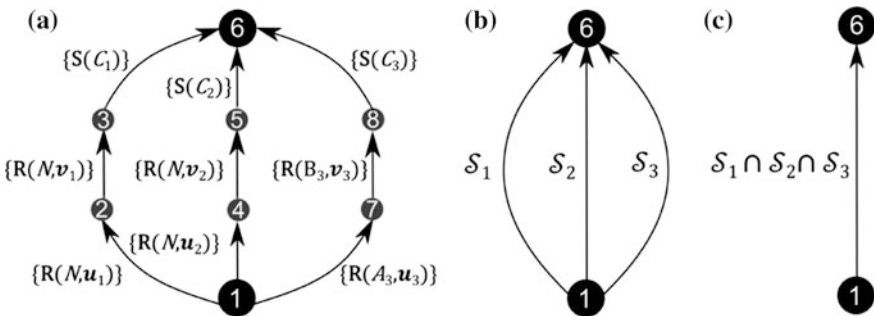 (a)
6
{S(𝐶₁)}
{S(𝐶₂)}
{S(𝐶₃)}
3
5
8
{R(𝑁,𝒗₁)}
{R(𝑁,𝒗₂)}
{R(B₃,𝒗₃)}
2
4
7
{R(𝑁,𝒖₂)}
{R(𝑁,𝒖₁)}
{R(𝐴₃,𝒖₃)}
1
(b)
6
𝒮₁
𝒮₂
𝒮₃
1
(c)
6
𝒮₁∩ 𝒮₂∩ 𝒮₃
1